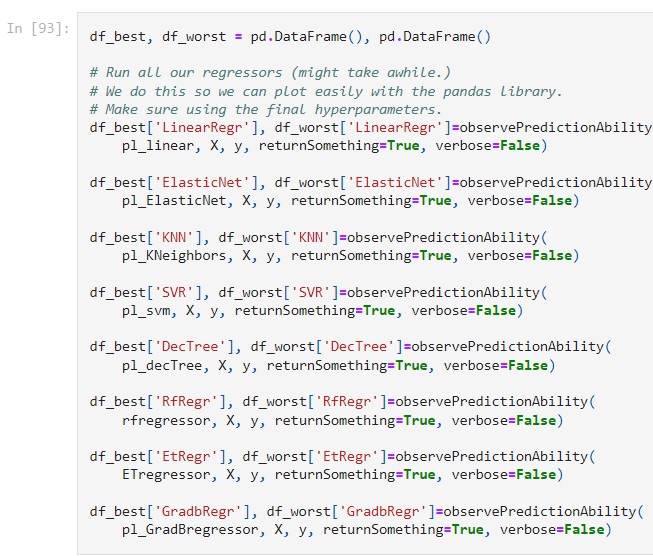 In [93]:
df_best, df_worst = pd.DataFrame(), pd.DataFrame()
# Run all our regressors (might take awhile.)
# We do this so we can plot easily with the pandas library.
# Make sure using the final hyperparameters.
df_best['LinearRegr'], df_worst['LinearRegr']=observePredictionAbility
pl_linear, X, y, returnSomething=True, verbose=False)
df_best['ElasticNet'], df_worst['ElasticNet']=observePredictionAbility
pl_ElasticNet, X, y, returnSomething=True, verbose=False)
df_best['KNN'], df_worst['KNN']=observePredictionAbility(
pl_KNeighbors, X, y, returnSomething=True, verbose=False)
df_best['SVR'], df_worst['SVR']=observePredictionAbility(
pl_svm, X, y, returnSomething=True, verbose=False)
df_best['DecTree'], df_worst['DecTree']=observePredictionAbility(
pl_decTree, X, y, returnSomething=True, verbose=False)
df_best['RfRegr'], df_worst['RfRegr']=observePredictionAbility(
rfregressor, X, y, returnSomething=True, verbose=False)
df_best['EtRegr'], df_worst['EtRegr']=observePredictionAbility(
ETregressor, X, y, returnSomething=True, verbose=False)
df_best['GradbRegr'], df_worst['GradbRegr']=observePredictionAbility(
pl_GradBregressor, X, y, returnSomething=True, verbose=False)